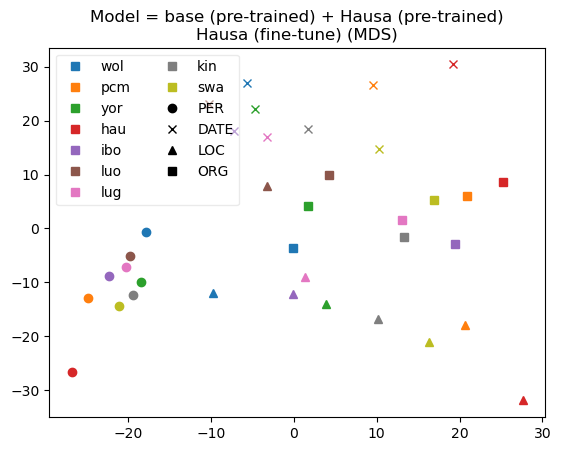 Model = base (pre-trained) + Hausa (pre-trained)
Hausa (fine-tune) (MDS)
wol
pcm
yor
hau
ibo
luo
lug
kin
swa
PER
DATE
LOC
ORG
30
20
10
0
−10
−20
−30
−20
−10
0
10
20
30